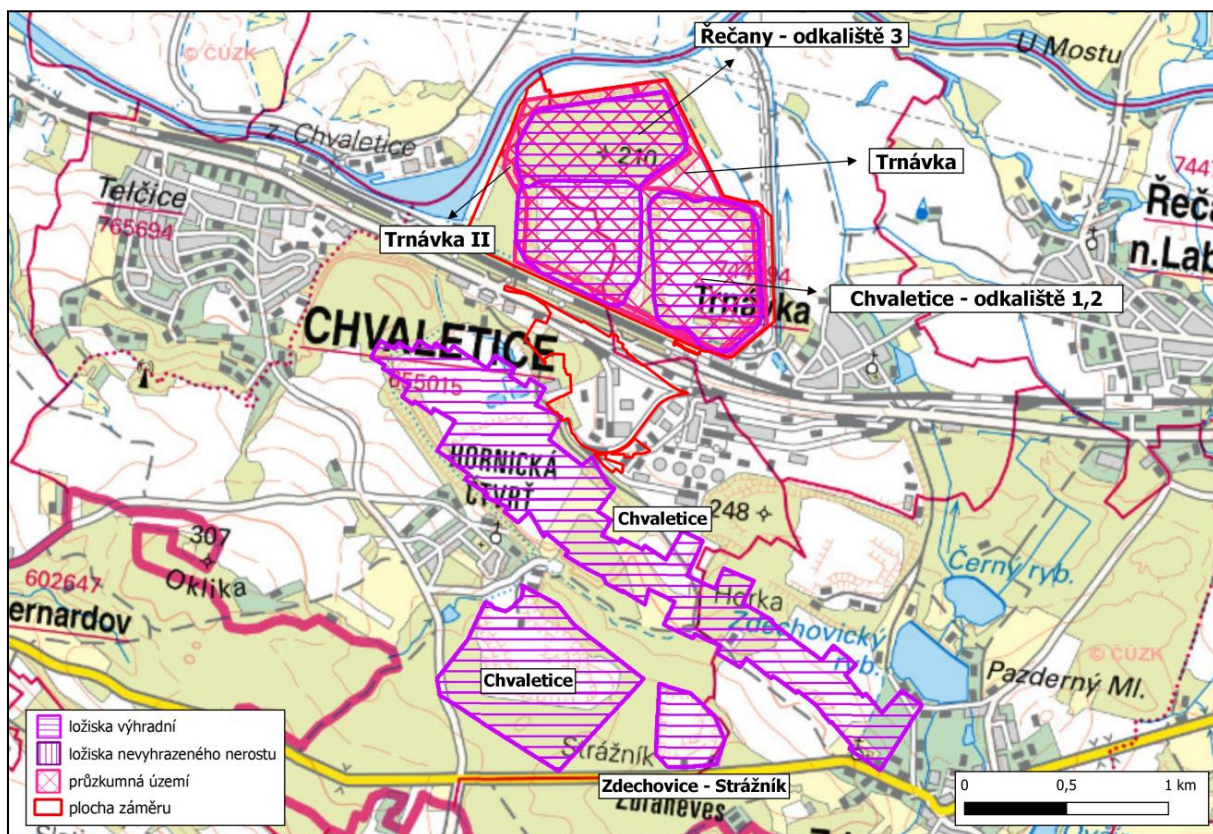 Řečany - odkaliště 3
U Mostu
© ČÚZK
z. Chvaletice
210
Trnávka
Telčice
765694
Trnávka II
Řeč
n.Lab
Trnávka
Chvaletice - odkaliště 1,2
CHVALETICE
655015
HORNICKÁ
ČTVRŤ
Chvaletice
248
307
Oklika
602647
ernardov
Černý ryb.
Horka
Zdechovický
ryb.
© ČÚZK
Pazderný Ml.
Chvaletice
Strážník
Zdechovice - Strážník
Zbraněves
ložiska výhradní
ložiska nevyhrazeného nerostu
průzkumná území
plocha záměru
0 0,5 1 km